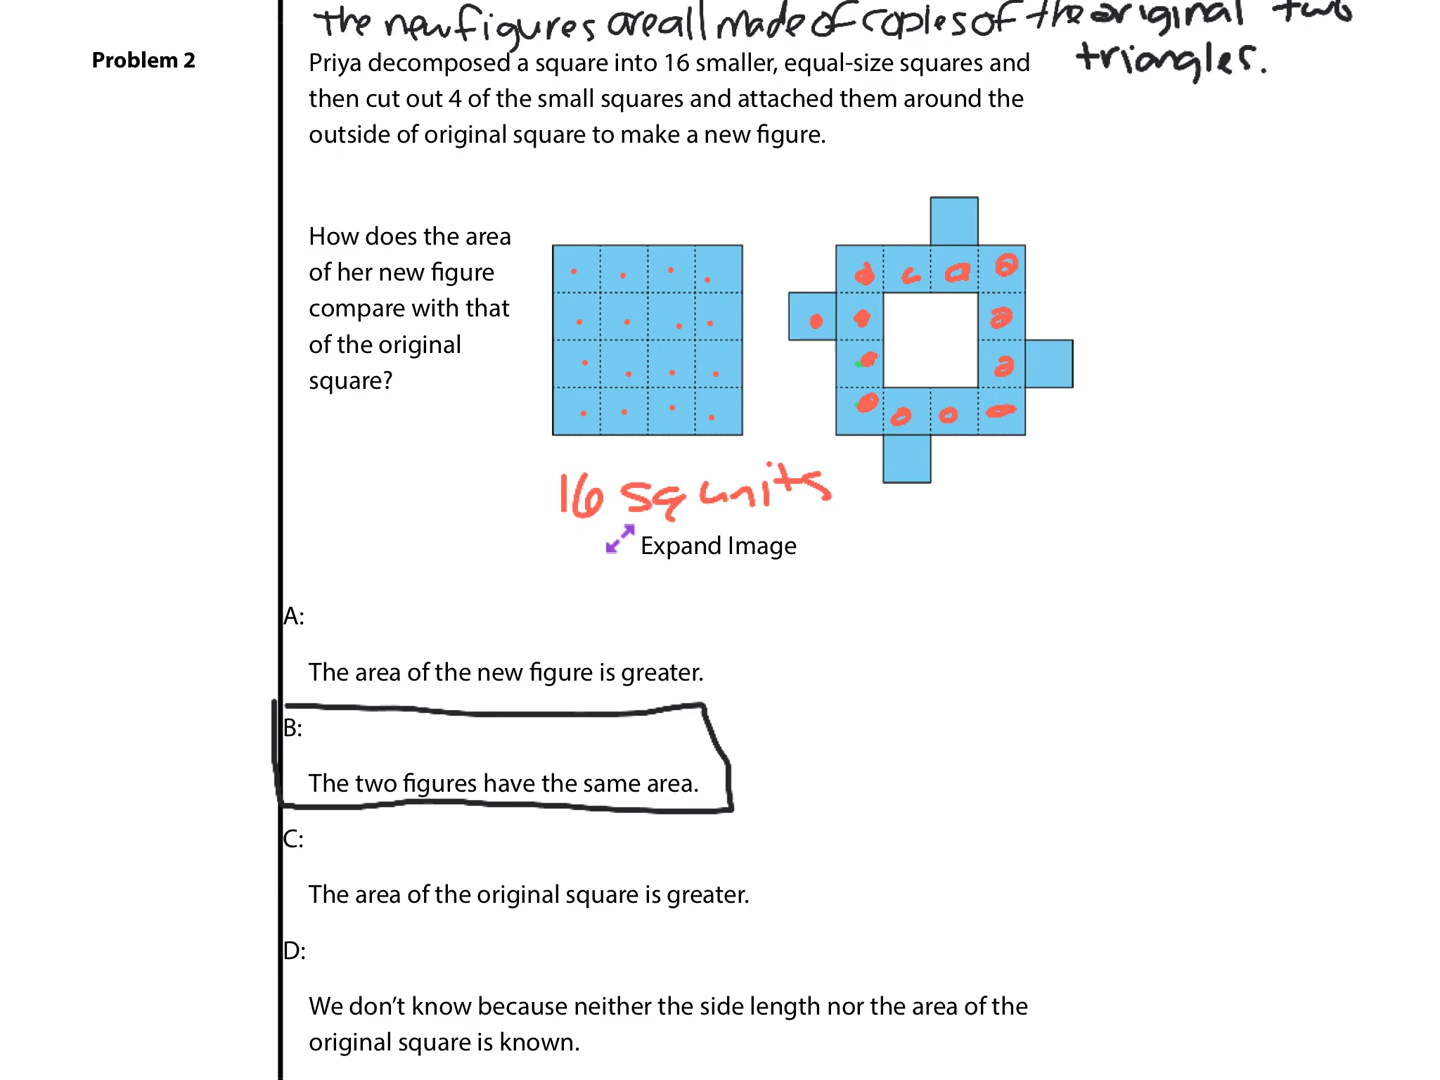 the new figures are all made of copies of the original two
triangles.
Problem 2
Priya decomposed a square into 16 smaller, equal-size squares and
then cut out 4 of the small squares and attached them around the
outside of original square to make a new figure.
How does the area
of her new figure
compare with that
of the original
square?
16 sq units
Expand Image
A:
The area of the new figure is greater.
B:
The two figures have the same area.
C:
The area of the original square is greater.
D:
We don’t know because neither the side length nor the area of the
original square is known.